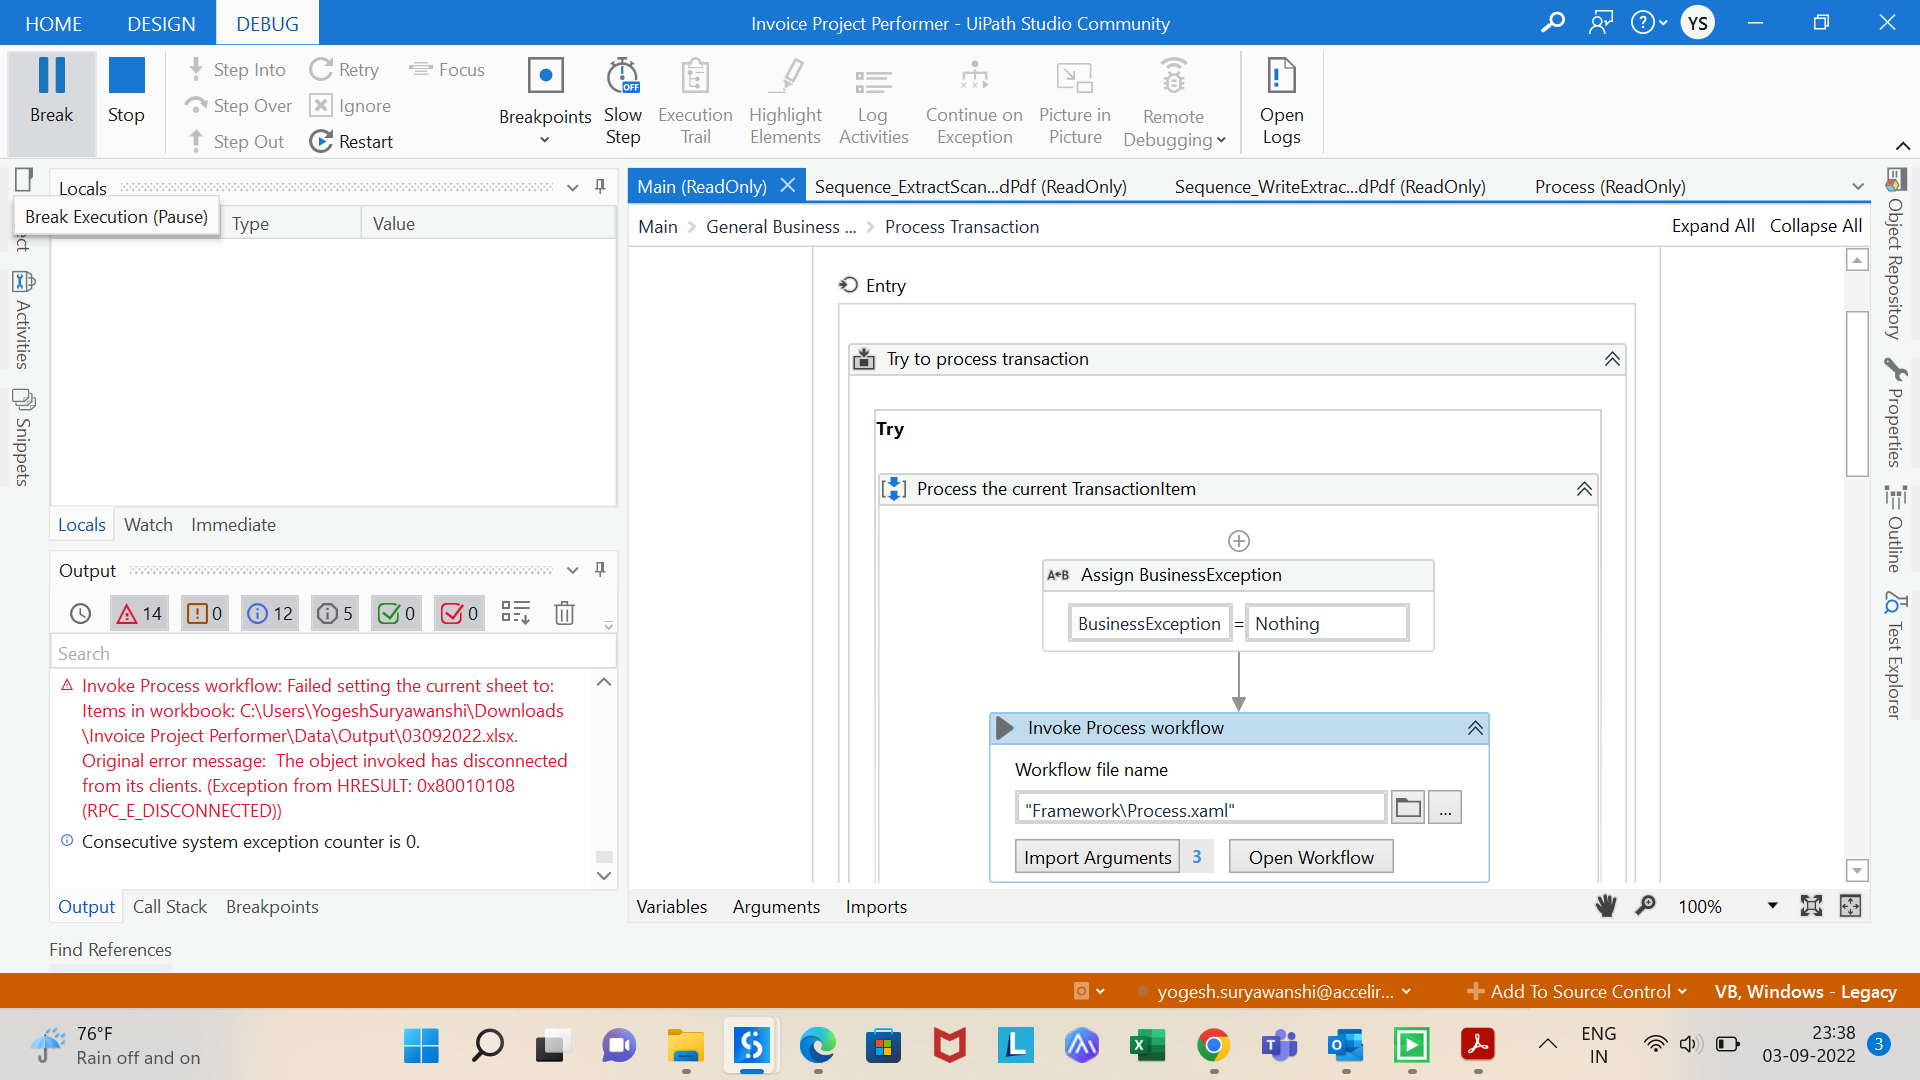 HOME DESIGN DEBUG
Invoice Project Performer - UiPath Studio Community
YS
Break
Stop
Step Into
Step Over
Step Out
Retry
Ignore
Restart
Focus
Breakpoints
Slow Step
OFF
Execution Trail
Highlight Elements
Log Activities
Continue on Exception
Picture in Picture
Remote Debugging
Open Logs
Locals
Break Execution (Pause)
Type Value
ct
Activities
Snippets
Locals Watch Immediate
Output
14 0 12 5 0 0
Search
Invoke Process workflow: Failed setting the current sheet to:
Items in workbook: C:\Users\YogeshSuryawanshi\Downloads
\Invoice Project Performer\Data\Output\03092022.xlsx.
Original error message:  The object invoked has disconnected
from its clients. (Exception from HRESULT: 0x80010108
(RPC_E_DISCONNECTED))
Consecutive system exception counter is 0.
Output Call Stack Breakpoints
Find References
Main (ReadOnly) Sequence_ExtractScan...dPdf (ReadOnly) Sequence_WriteExtrac...dPdf (ReadOnly) Process (ReadOnly)
Main > General Business ... > Process Transaction
Expand All Collapse All
Entry
Try to process transaction
Try
Process the current TransactionItem
A←B Assign BusinessException
BusinessException = Nothing
Invoke Process workflow
Workflow file name
"Framework\Process.xaml"
...
Import Arguments 3 Open Workflow
Variables Arguments Imports
100%
Object Repository
Properties
Outline
Test Explorer
yogesh.suryawanshi@accelir...
Add To Source Control
VB, Windows - Legacy
76°F
Rain off and on
ENG
IN
23:38
03-09-2022
3